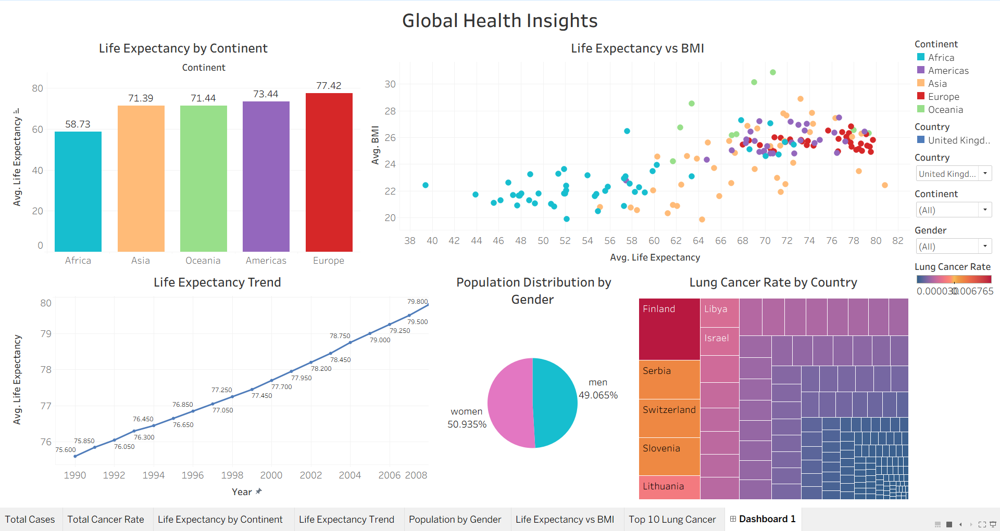 Global Health Insights
Life Expectancy by Continent
Continent
Avg. Life Expectancy
80
60
40
20
0
58.73
71.39
71.44
73.44
77.42
Africa
Asia
Oceania
Americas
Europe
Life Expectancy vs BMI
Avg. BMI
30
28
26
24
22
20
38 40 42 44 46 48 50 52 54 56 58 60 62 64 66 68 70 72 74 76 78 80 82
Avg. Life Expectancy
Continent
Africa
Americas
Asia
Europe
Oceania
Country
United Kingd..
Country
United Kingd...
Continent
(All)
Gender
(All)
Lung Cancer Rate
0.000030
0.006765
Life Expectancy Trend
Avg. Life Expectancy
80
79
78
77
76
75.600
75.850
76.050
76.300
76.450
76.650
76.850
77.050
77.250
77.450
77.700
77.950
78.200
78.450
78.750
79.000
79.250
79.500
79.800
1990 1992 1994 1996 1998 2000 2002 2004 2006 2008
Year
Population Distribution by
Gender
men
49.065%
women
50.935%
Lung Cancer Rate by Country
Finland
Serbia
Switzerland
Slovenia
Lithuania
Libya
Israel
Total Cases
Total Cancer Rate
Life Expectancy by Continent
Life Expectancy Trend
Population by Gender
Life Expectancy vs BMI
Top 10 Lung Cancer
Dashboard 1